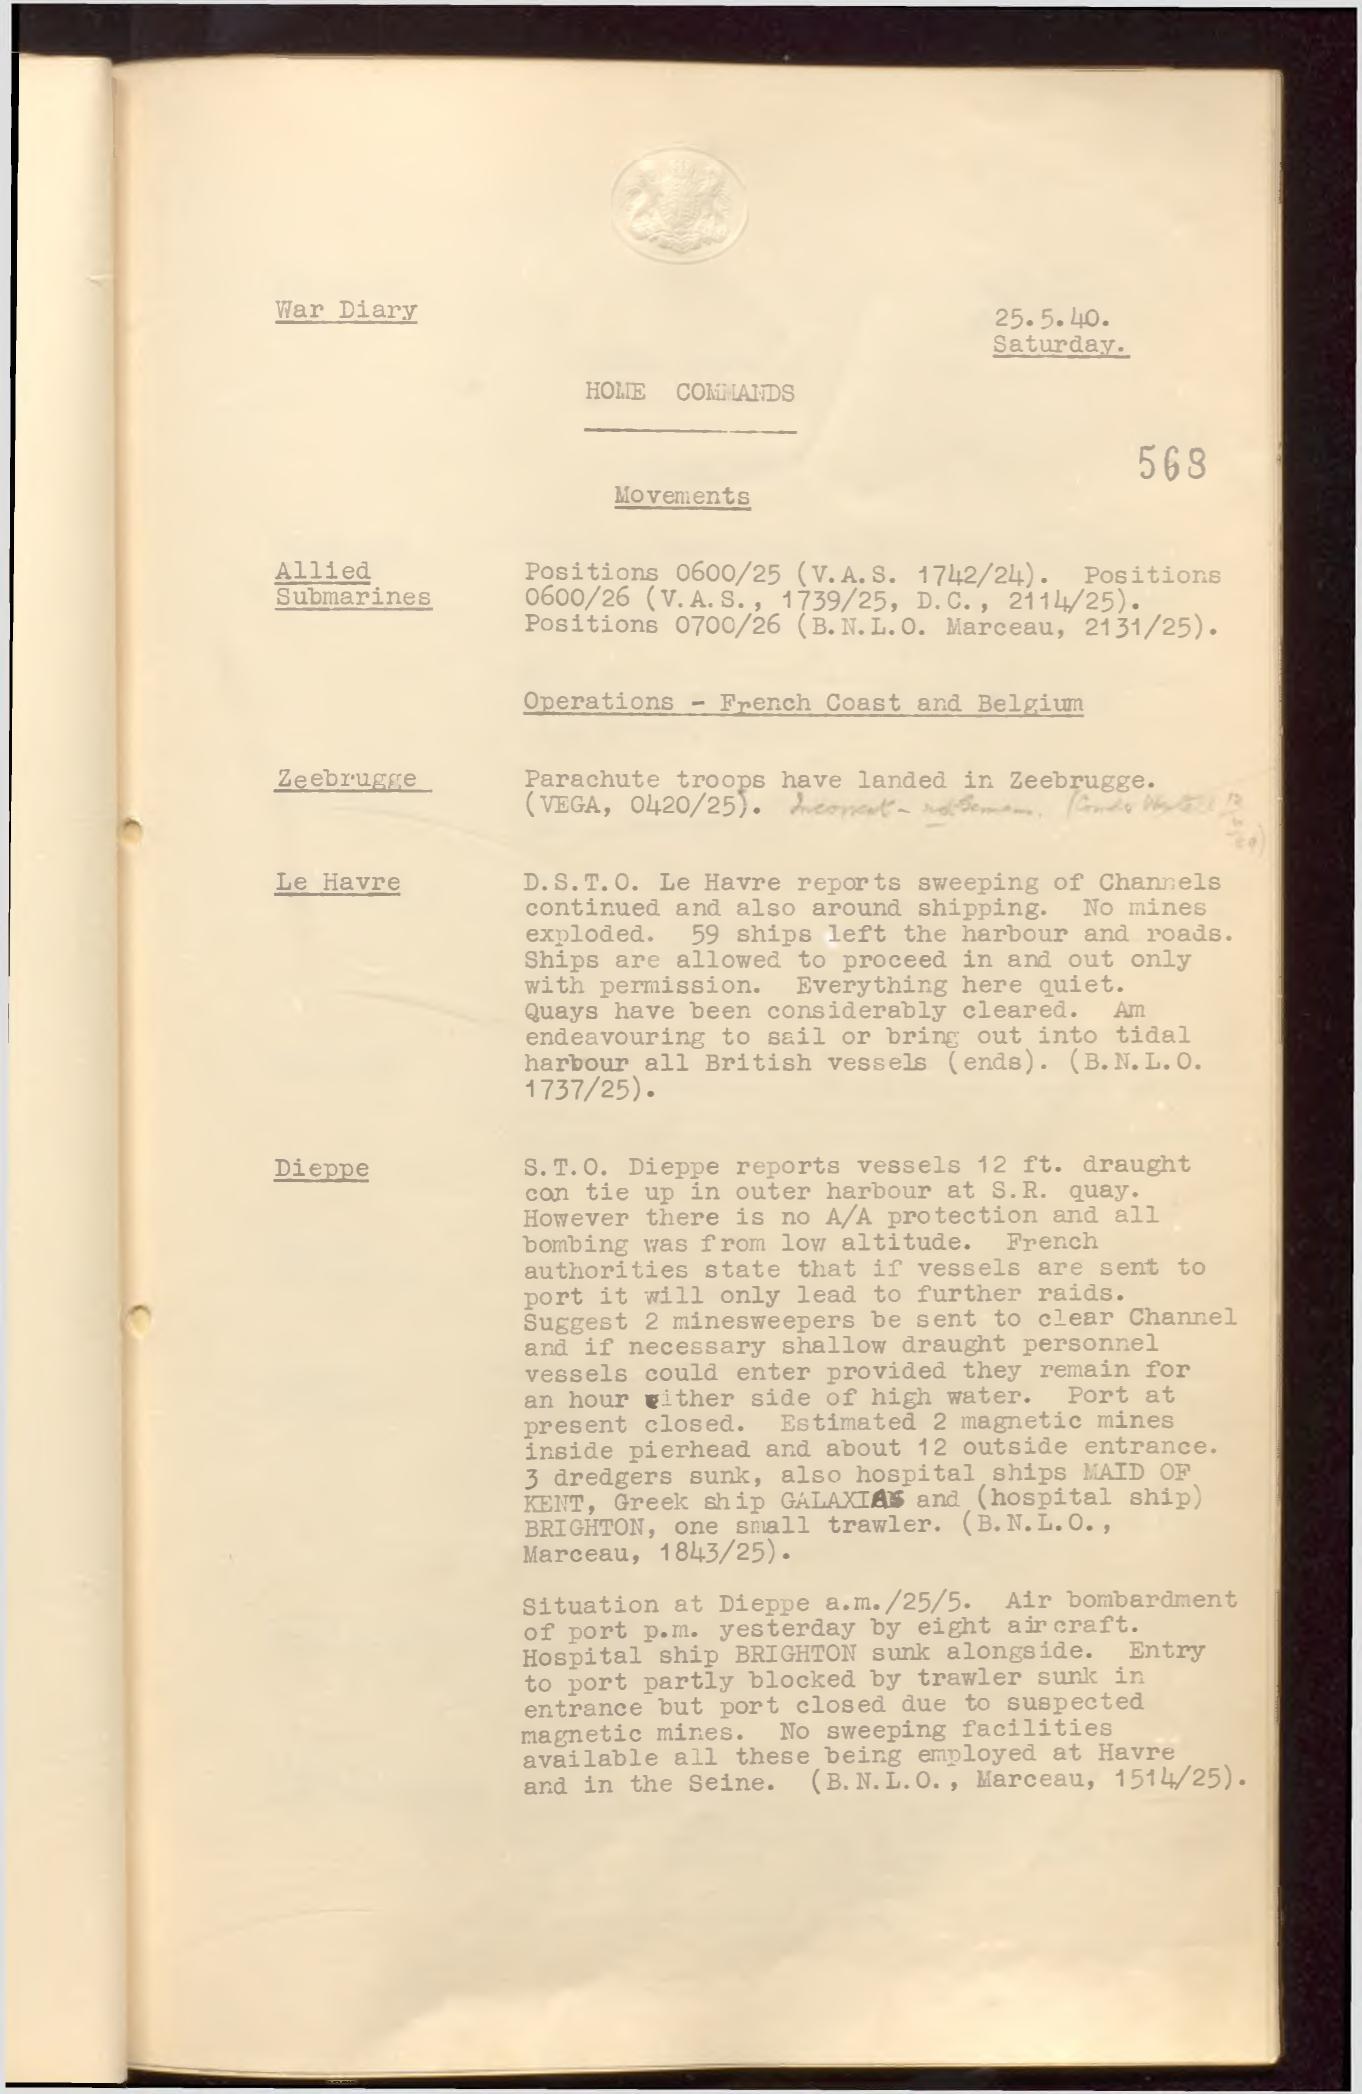 War Diary
25.5.40.
Saturday.
HOME COMMANDS
568
Movements
Allied
Submarines
Positions 0600/25 (V.A.S. 1742/24). Positions
0600/26 (V.A.S., 1739/25, D.C., 2114/25).
Positions 0700/26 (B.N.L.O. Marceau, 2131/25).
Operations - French Coast and Belgium
Zeebrugge
Parachute troops have landed in Zeebrugge.
(VEGA, 0420/25). Incorrect - not German.
Le Havre
D.S.T.O. Le Havre reports sweeping of Channels
continued and also around shipping. No mines
exploded. 59 ships left the harbour and roads.
Ships are allowed to proceed in and out only
with permission. Everything here quiet.
Quays have been considerably cleared. Am
endeavouring to sail or bring out into tidal
harbour all British vessels (ends). (B.N.L.O.
1737/25).
Dieppe
S.T.O. Dieppe reports vessels 12 ft. draught
can tie up in outer harbour at S.R. quay.
However there is no A/A protection and all
bombing was from low altitude. French
authorities state that if vessels are sent to
port it will only lead to further raids.
Suggest 2 minesweepers be sent to clear Channel
and if necessary shallow draught personnel
vessels could enter provided they remain for
an hour either side of high water. Port at
present closed. Estimated 2 magnetic mines
inside pierhead and about 12 outside entrance.
3 dredgers sunk, also hospital ships MAID OF
KENT, Greek ship GALAXIAS and (hospital ship)
BRIGHTON, one small trawler. (B.N.L.O.,
Marceau, 1843/25).
Situation at Dieppe a.m./25/5. Air bombardment
of port p.m. yesterday by eight aircraft.
Hospital ship BRIGHTON sunk alongside. Entry
to port partly blocked by trawler sunk in
entrance but port closed due to suspected
magnetic mines. No sweeping facilities
available all these being employed at Havre
and in the Seine. (B.N.L.O., Marceau, 1514/25).